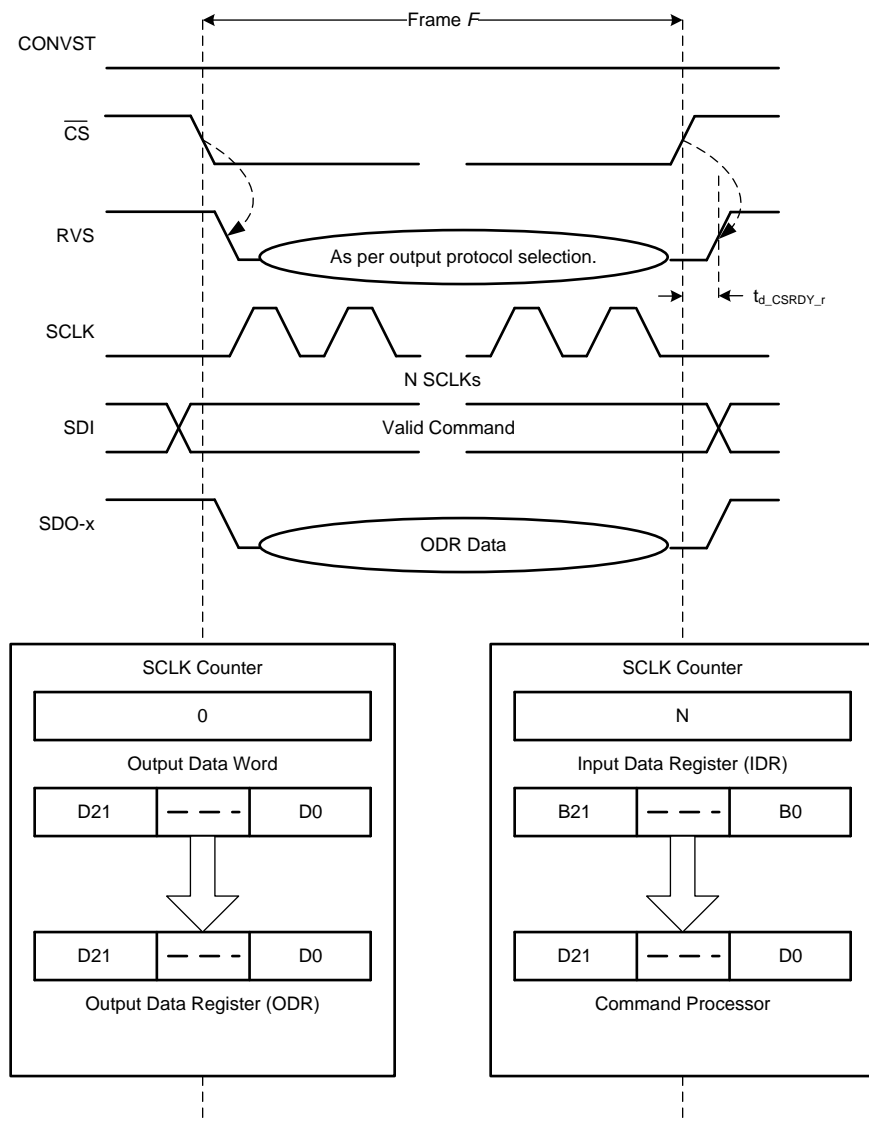 Frame F
CONVST
CS
RVS
As per output protocol selection.
td_CSRDY_r
SCLK
N SCLKs
SDI
Valid Command
SDO-x
ODR Data
SCLK Counter
0
Output Data Word
D21 D0
D21 D0
Output Data Register (ODR)
SCLK Counter
N
Input Data Register (IDR)
B21 B0
D21 D0
Command Processor